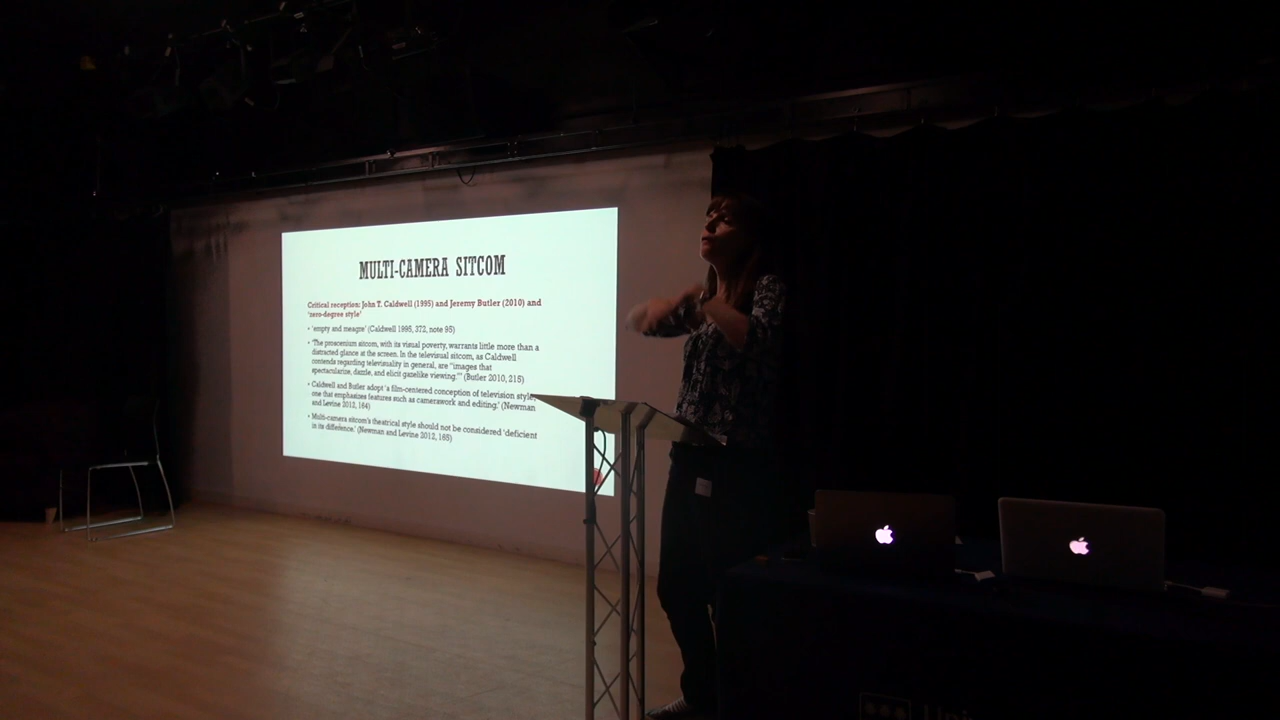 MULTI-CAMERA SITCOM
Critical reception: John T. Caldwell (1995) and Jeremy Butler (2010) and
'zero-degree style'
• 'empty and meagre' (Caldwell 1995, 372, note 95)
• 'The proscenium sitcom, with its visual poverty, warrants little more than a
distracted glance at the screen. In the televisual sitcom, as Caldwell
contends regarding televisuality in general, are "images that
spectacularize, dazzle, and elicit gazelike viewing."' (Butler 2010, 215)
• Caldwell and Butler adopt 'a film-centered conception of television style,
one that emphasizes features such as camerawork and editing.' (Newman
and Levine 2012, 164)
• Multi-camera sitcom's theatrical style should not be considered 'deficient
in its difference.' (Newman and Levine 2012, 165)